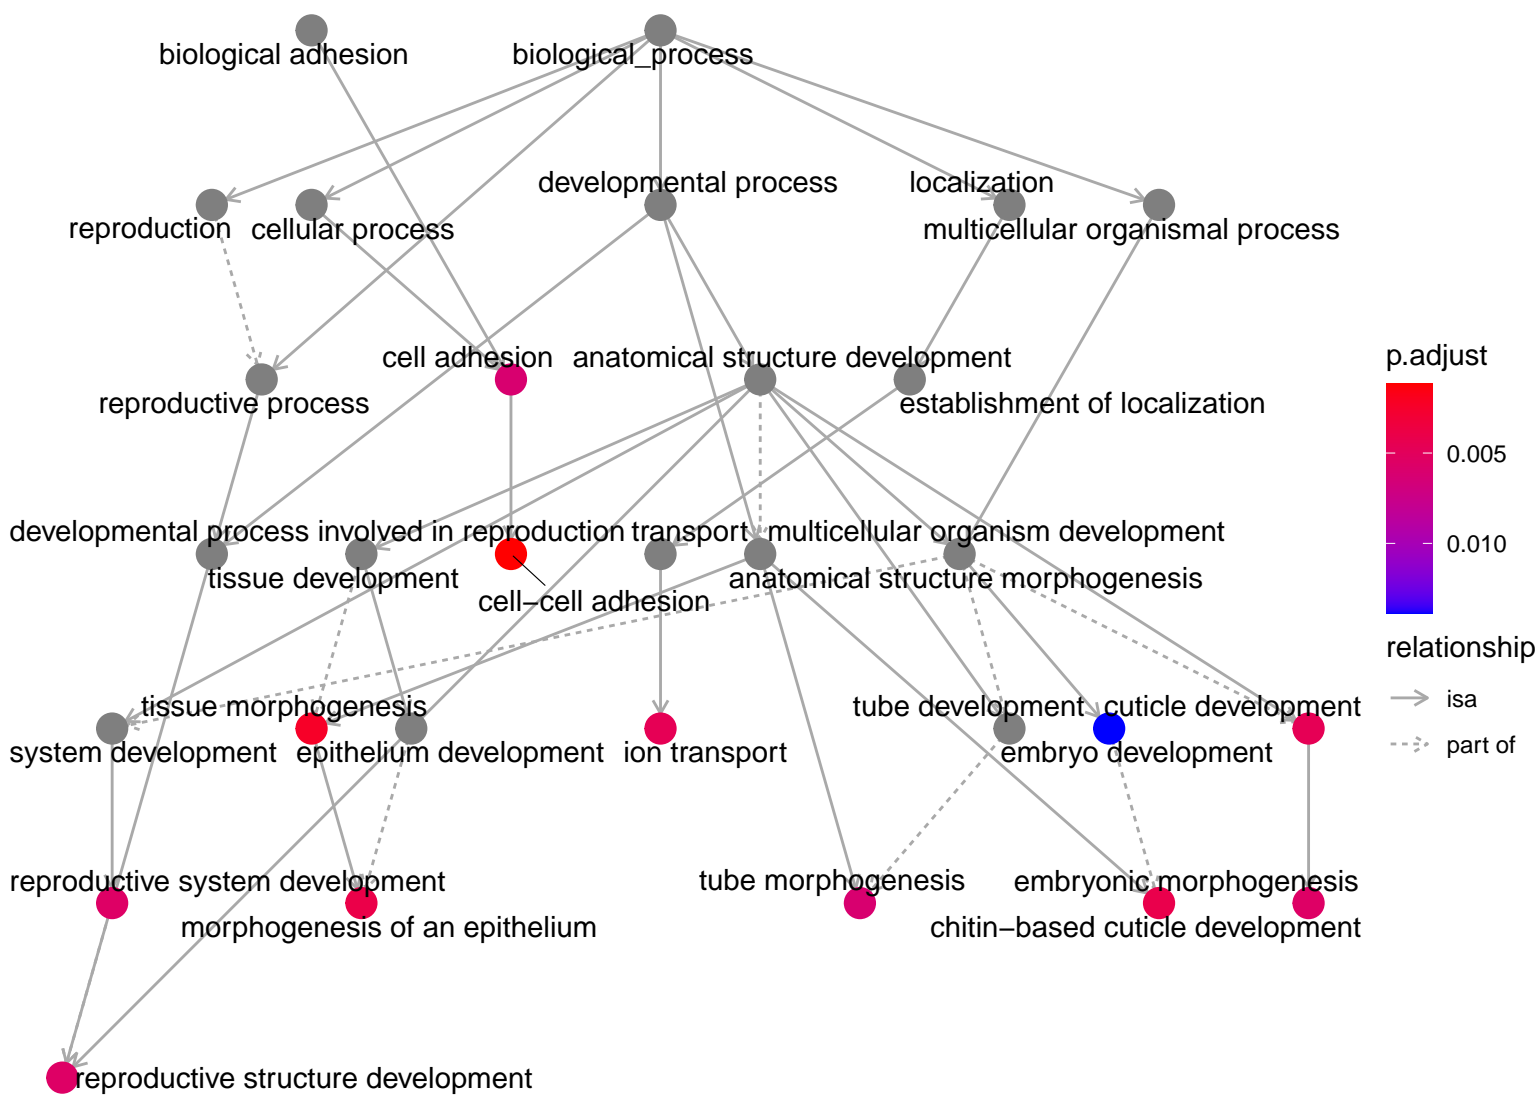 biological adhesion
biological_process
developmental process
localization
reproduction
cellular process
multicellular organismal process
cell adhesion
anatomical structure development
reproductive process
establishment of localization
developmental process involved in reproduction
transport
multicellular organism development
tissue development
anatomical structure morphogenesis
cell−cell adhesion
tissue morphogenesis
tube development
cuticle development
system development
epithelium development
ion transport
embryo development
reproductive system development
tube morphogenesis
embryonic morphogenesis
morphogenesis of an epithelium
chitin−based cuticle development
reproductive structure development
p.adjust
0.005
0.010
relationship
isa
part of